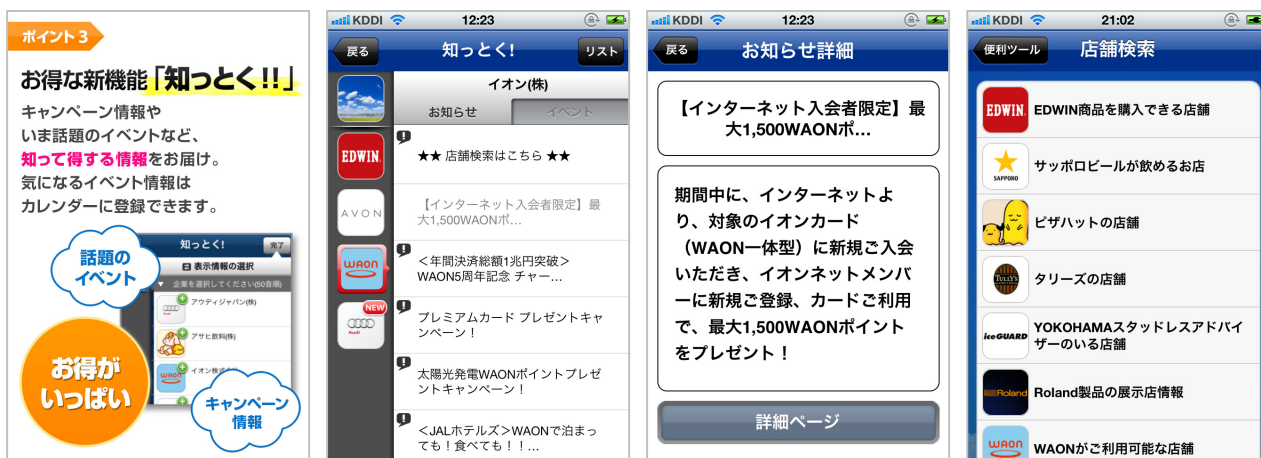 ポイント3
お得な新機能「知っとく!!」
キャンペーン情報や
いま話題のイベントなど、
知って得する情報をお届け。
気になるイベント情報は
カレンダーに登録できます。
話題の
イベント
お得が
いっぱい
キャンペーン
情報
知っとく!
完了
表示情報の選択
▼ 企業を選択してください(50音順)
アウディジャパン(株)
Audi
アサヒ飲料(株)
WAON
イオン株式会社
KDDI 12:23
戻る
知っとく!
リスト
イオン(株)
お知らせ
イベント
EDWIN.
AVON
WAON
NEW
Audi
★★ 店舗検索はこちら ★★
【インターネット入会者限定】最
大1,500WAONポ…
<年間決済総額1兆円突破>
WAON5周年記念 チャー…
プレミアムカード プレゼントキャ
ンペーン!
太陽光発電WAONポイントプレゼ
ントキャンペーン!
<JALホテルズ>WAONで泊まっ
ても!食べても!!…
KDDI 12:23
戻る
お知らせ詳細
【インターネット入会者限定】最
大1,500WAONポ…
期間中に、インターネットよ
り、対象のイオンカード
(WAON一体型)に新規ご入会
いただき、イオンネットメンバ
ーに新規ご登録、カードご利用
で、最大1,500WAONポイント
をプレゼント!
詳細ページ
KDDI 21:02
便利ツール
店舗検索
EDWIN.
EDWIN商品を購入できる店舗
SAPPORO
サッポロビールが飲めるお店
ピザハットの店舗
TULLY'S
タリーズの店舗
iceGUARD
YOKOHAMAスタッドレスアドバイ
ザーのいる店舗
Roland
Roland製品の展示店情報
WAON
WAONがご利用可能な店舗